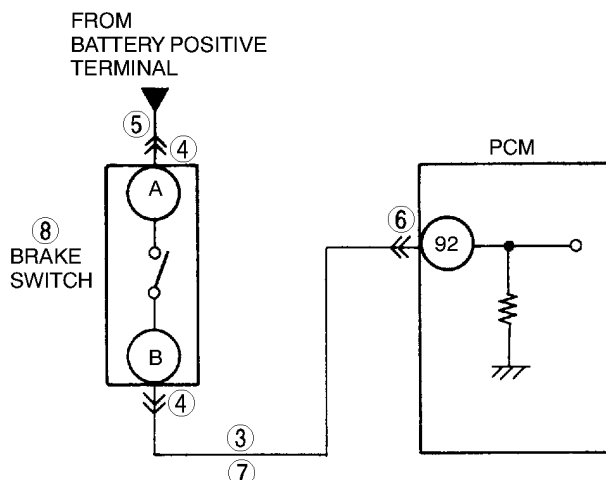 FROM
BATTERY POSITIVE
TERMINAL
5
4
PCM
A
8
BRAKE
SWITCH
6
92
B
4
3
7